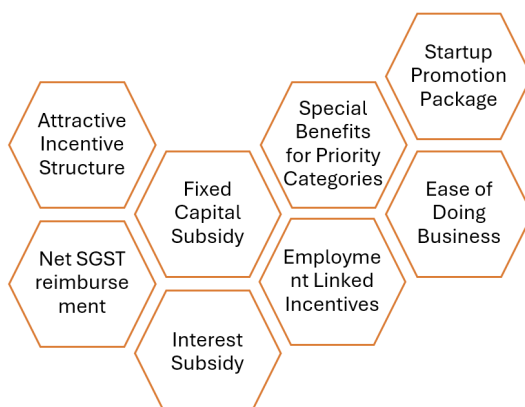 Attractive
Incentive
Structure
Net SGST
reimburse
ment
Fixed
Capital
Subsidy
Interest
Subsidy
Special
Benefits
for Priority
Categories
Employme
nt Linked
Incentives
Startup
Promotion
Package
Ease of
Doing
Business